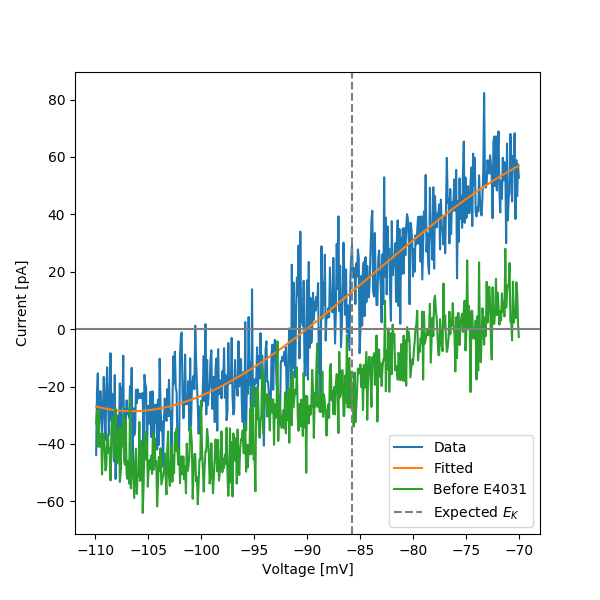 80
60
40
20
0
−20
−40
−60
Current [pA]
−110
−105
−100
−95
−90
−85
−80
−75
−70
Voltage [mV]
Data
Fitted
Before E4031
Expected E_K